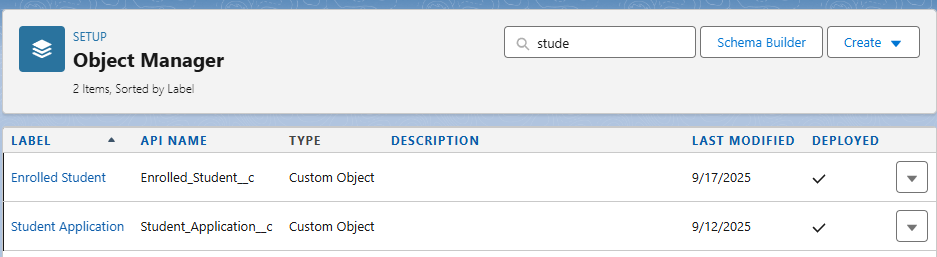 SETUP
Object Manager
2 Items, Sorted by Label
stude
Schema Builder
Create
LABEL API NAME TYPE DESCRIPTION LAST MODIFIED DEPLOYED
Enrolled Student Enrolled_Student__c Custom Object 9/17/2025
Student Application Student_Application__c Custom Object 9/12/2025